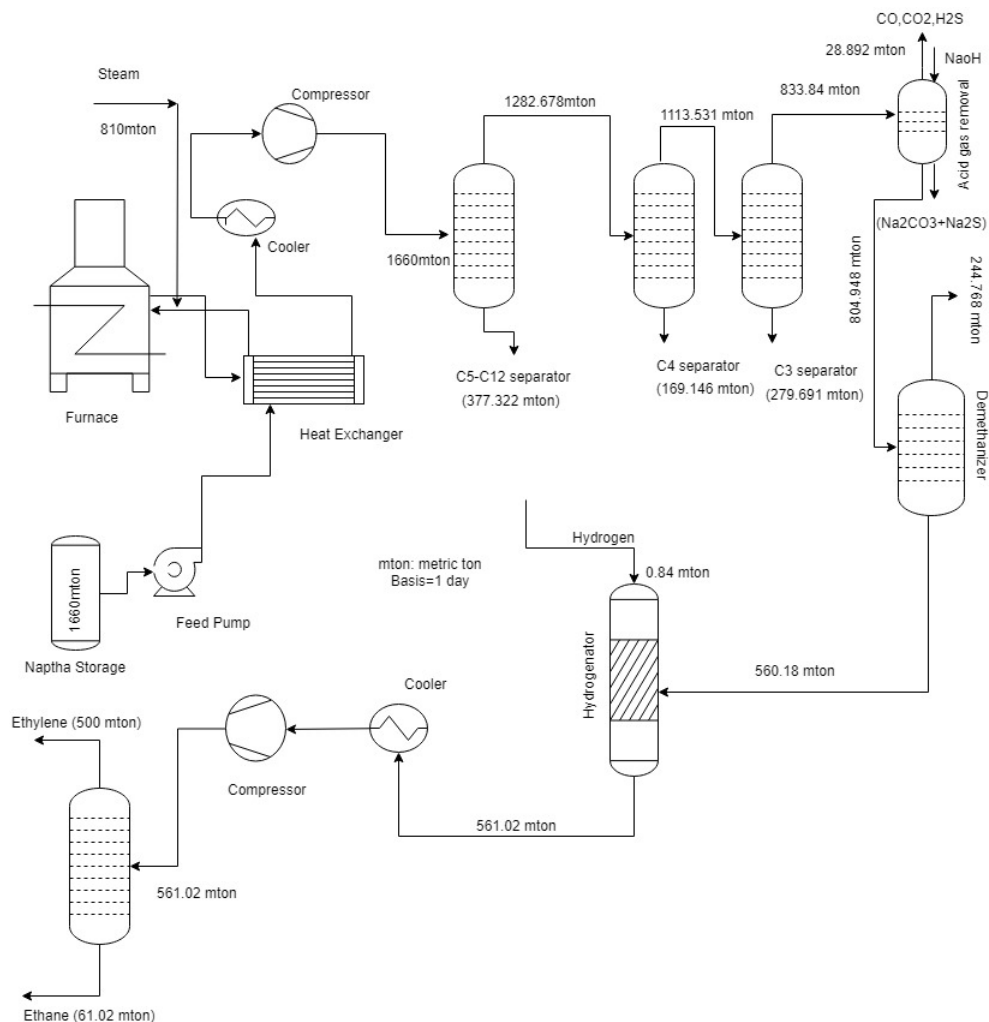 CO,CO2,H2S
28.892 mton
NaoH
Steam
810mton
Compressor
1282.678mton
1113.531 mton
833.84 mton
Acid gas removal
Cooler
1660mton
(Na2CO3+Na2S)
804.948 mton
244.768 mton
Furnace
Heat Exchanger
C5-C12 separator
(377.322 mton)
C4 separator
(169.146 mton)
C3 separator
(279.691 mton)
Demethanizer
Hydrogen
mton: metric ton
Basis=1 day
0.84 mton
1660mton
Feed Pump
Naptha Storage
Hydrogenator
560.18 mton
Cooler
Ethylene (500 mton)
Compressor
561.02 mton
561.02 mton
Ethane (61.02 mton)